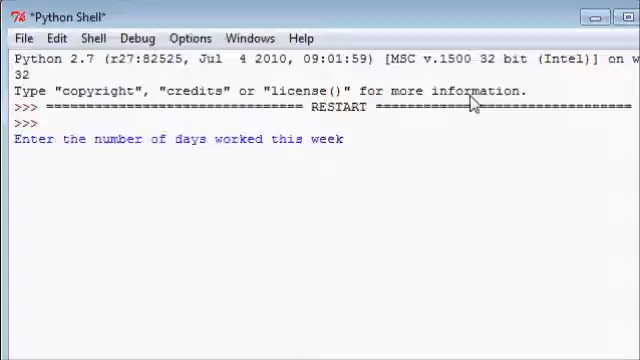 *Python Shell*
File Edit Shell Debug Options Windows Help
Python 2.7 (r27:82525, Jul 4 2010, 09:01:59) [MSC v.1500 32 bit (Intel)] on w
32
Type "copyright", "credits" or "license()" for more information.
>>> ================================ RESTART ================================
>>>
Enter the number of days worked this week